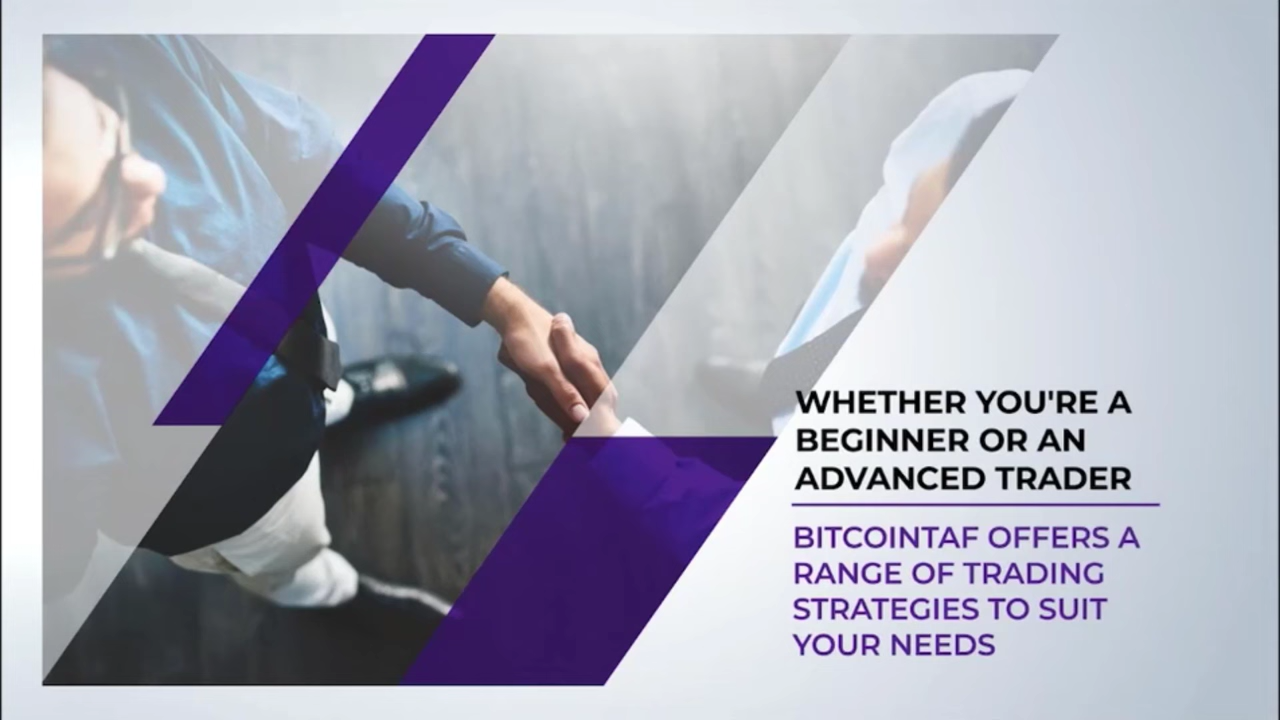 WHETHER YOU'RE A
BEGINNER OR AN
ADVANCED TRADER
BITCOINTAF OFFERS A
RANGE OF TRADING
STRATEGIES TO SUIT
YOUR NEEDS